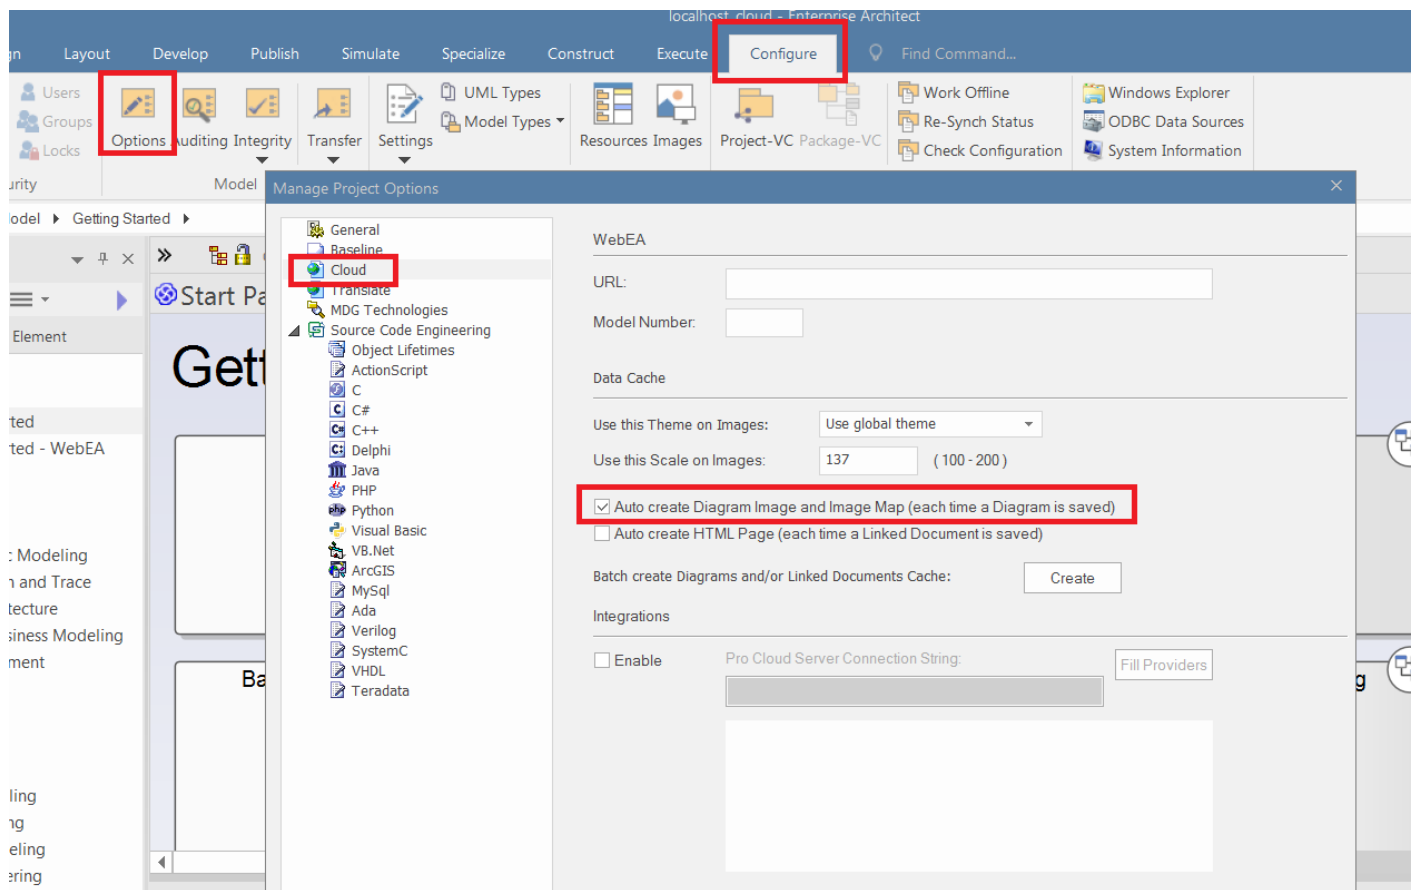 localhost_cloud - Enterprise Architect
Layout Develop Publish Simulate Specialize Construct Execute Configure Find Command...
Users
Groups
Locks
Options Auditing Integrity Transfer Settings
UML Types
Model Types
Resources Images Project-VC Package-VC
Work Offline
Re-Synch Status
Check Configuration
Windows Explorer
ODBC Data Sources
System Information
Model
Getting Started
Manage Project Options
Element
Start Pa
Gett
rted
rted - WebEA
c Modeling
n and Trace
tecture
siness Modeling
ment
ling
ng
eling
ering
Ba
General
Baseline
Cloud
Translate
MDG Technologies
Source Code Engineering
Object Lifetimes
ActionScript
C
C#
C++
Delphi
Java
PHP
Python
Visual Basic
VB.Net
ArcGIS
MySql
Ada
Verilog
SystemC
VHDL
Teradata
WebEA
URL:
Model Number:
Data Cache
Use this Theme on Images: Use global theme
Use this Scale on Images: 137 ( 100 - 200 )
Auto create Diagram Image and Image Map (each time a Diagram is saved)
Auto create HTML Page (each time a Linked Document is saved)
Batch create Diagrams and/or Linked Documents Cache: Create
Integrations
Enable Pro Cloud Server Connection String: Fill Providers
g